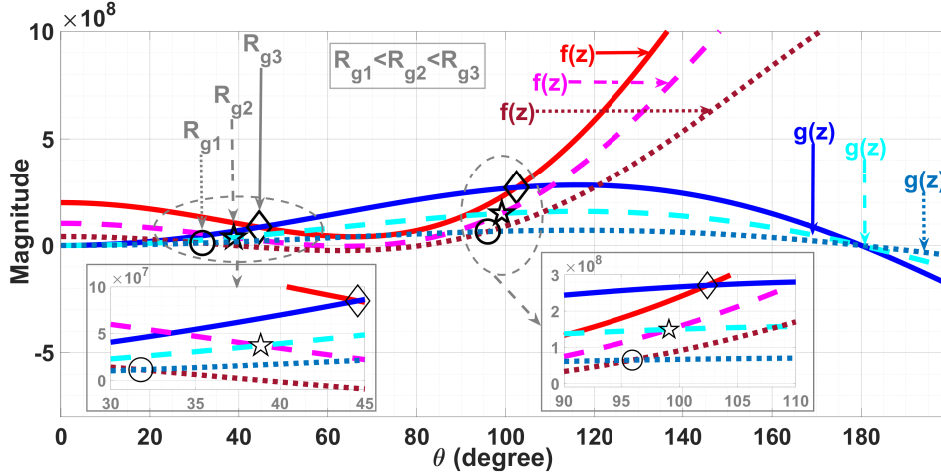 ×10^8
10
5
0
-5
Magnitude
R_g1
R_g2
R_g3
R_g1<R_g2<R_g3
f(z)
f(z)
f(z)
g(z)
g(z)
g(z)
×10^7
10
5
0
30 35 40 45
×10^8
3
2
1
0
90 95 100 105 110
0 20 40 60 80 100 120 140 160 180
θ (degree)